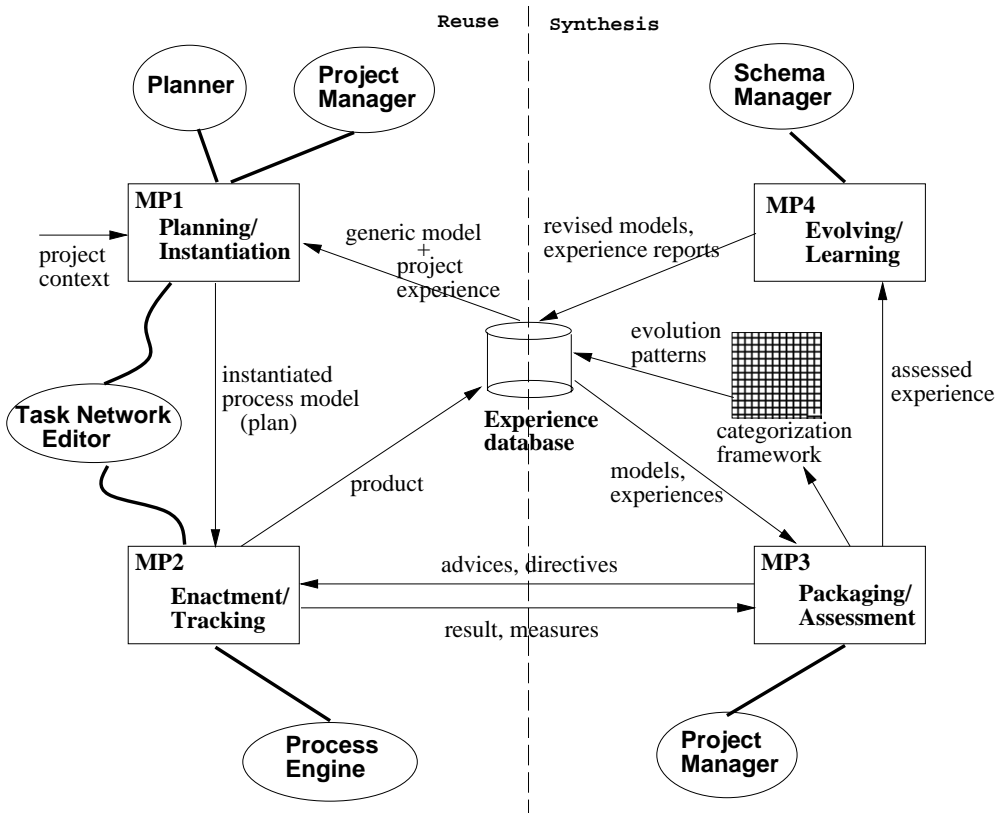 Reuse
Synthesis
Planner
Project
Manager
Schema
Manager
MP1
Planning/
Instantiation
MP4
Evolving/
Learning
project
context
generic model
+
project
experience
revised models,
experience reports
evolution
patterns
assessed
experience
instantiated
process model
(plan)
Task Network
Editor
Experience
database
categorization
framework
product
models,
experiences
MP2
Enactment/
Tracking
advices, directives
result, measures
MP3
Packaging/
Assessment
Process
Engine
Project
Manager